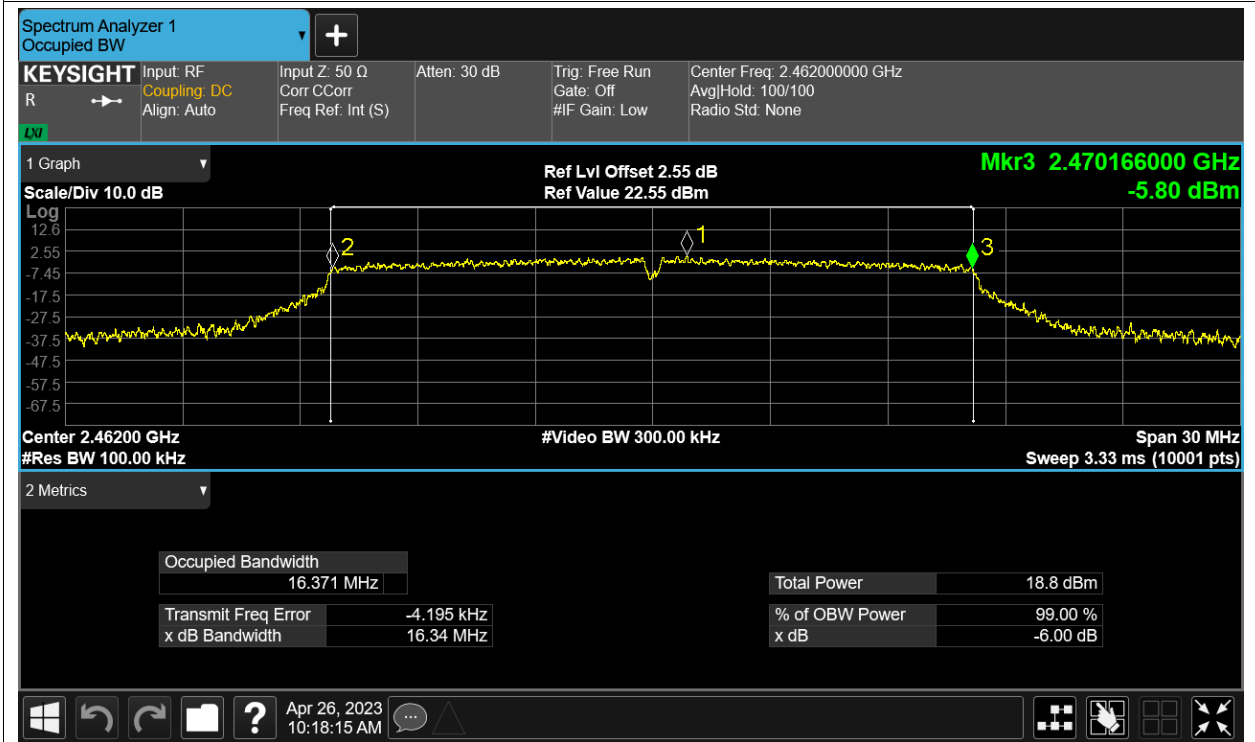 Spectrum Analyzer 1
Occupied BW
KEYSIGHT
R
LXI
Input: RF
Coupling: DC
Align: Auto
Input Z: 50 Ω
Corr CCorr
Freq Ref: Int (S)
Atten: 30 dB
Trig: Free Run
Gate: Off
#IF Gain: Low
Center Freq: 2.462000000 GHz
Avg|Hold: 100/100
Radio Std: None
1 Graph
Scale/Div 10.0 dB
Ref Lvl Offset 2.55 dB
Ref Value 22.55 dBm
Mkr3 2.470166000 GHz
-5.80 dBm
Log
12.6
2.55
-7.45
-17.5
-27.5
-37.5
-47.5
-57.5
-67.5
2
1
3
Center 2.46200 GHz
#Video BW 300.00 kHz
Span 30 MHz
#Res BW 100.00 kHz
Sweep 3.33 ms (10001 pts)
2 Metrics
Occupied Bandwidth
16.371 MHz
Total Power 18.8 dBm
Transmit Freq Error -4.195 kHz
% of OBW Power 99.00 %
x dB Bandwidth 16.34 MHz
x dB -6.00 dB
?
Apr 26, 2023
10:18:15 AM